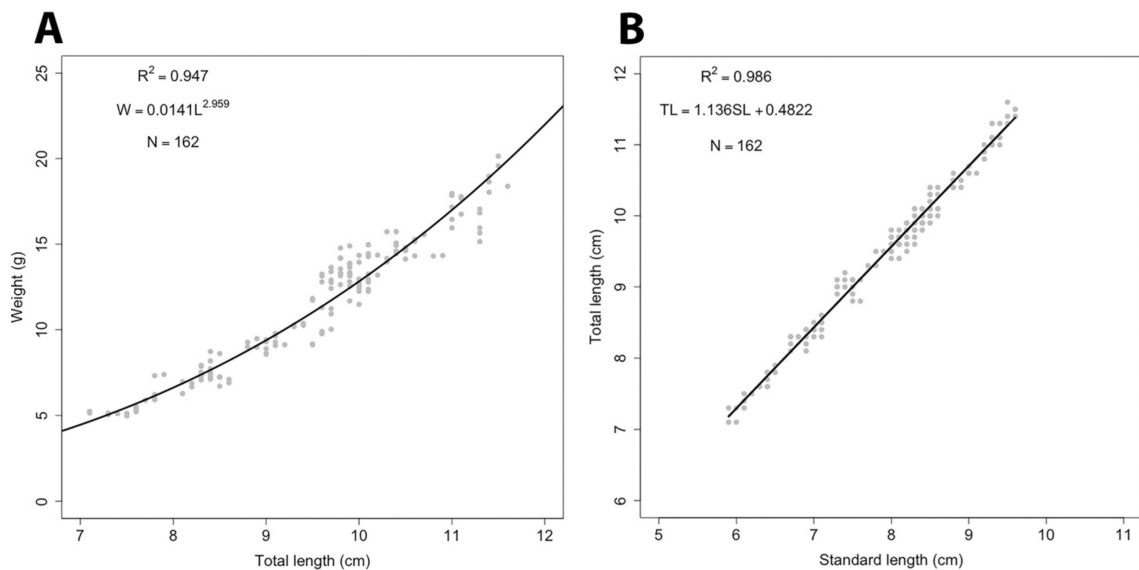 A
R² = 0.947
W = 0.0141L^2.959
N = 162
Weight (g)
25
20
15
10
5
0
7 8 9 10 11 12
Total length (cm)
B
R² = 0.986
TL = 1.136SL + 0.4822
N = 162
Total length (cm)
12
11
10
9
8
7
6
5 6 7 8 9 10 11
Standard length (cm)